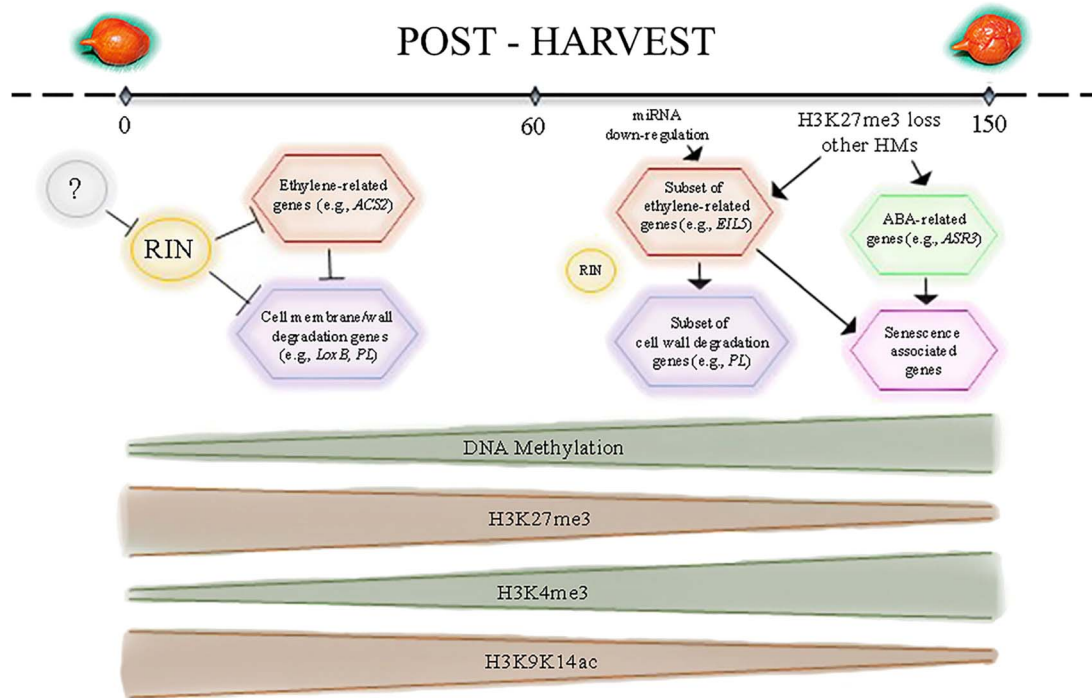 POST - HARVEST
0
60
150
?
RIN
Ethylene-related
genes (e.g., ACS2)
Cell membrane/wall
degradation genes
(e.g., LoxB, PL)
miRNA
down-regulation
H3K27me3 loss
other HMs
Subset of
ethylene-related
genes (e.g., EIL5)
ABA-related
genes (e.g., ASR3)
RIN
Subset of
cell wall degradation
genes (e.g., PL)
Senescence
associated
genes
DNA Methylation
H3K27me3
H3K4me3
H3K9K14ac